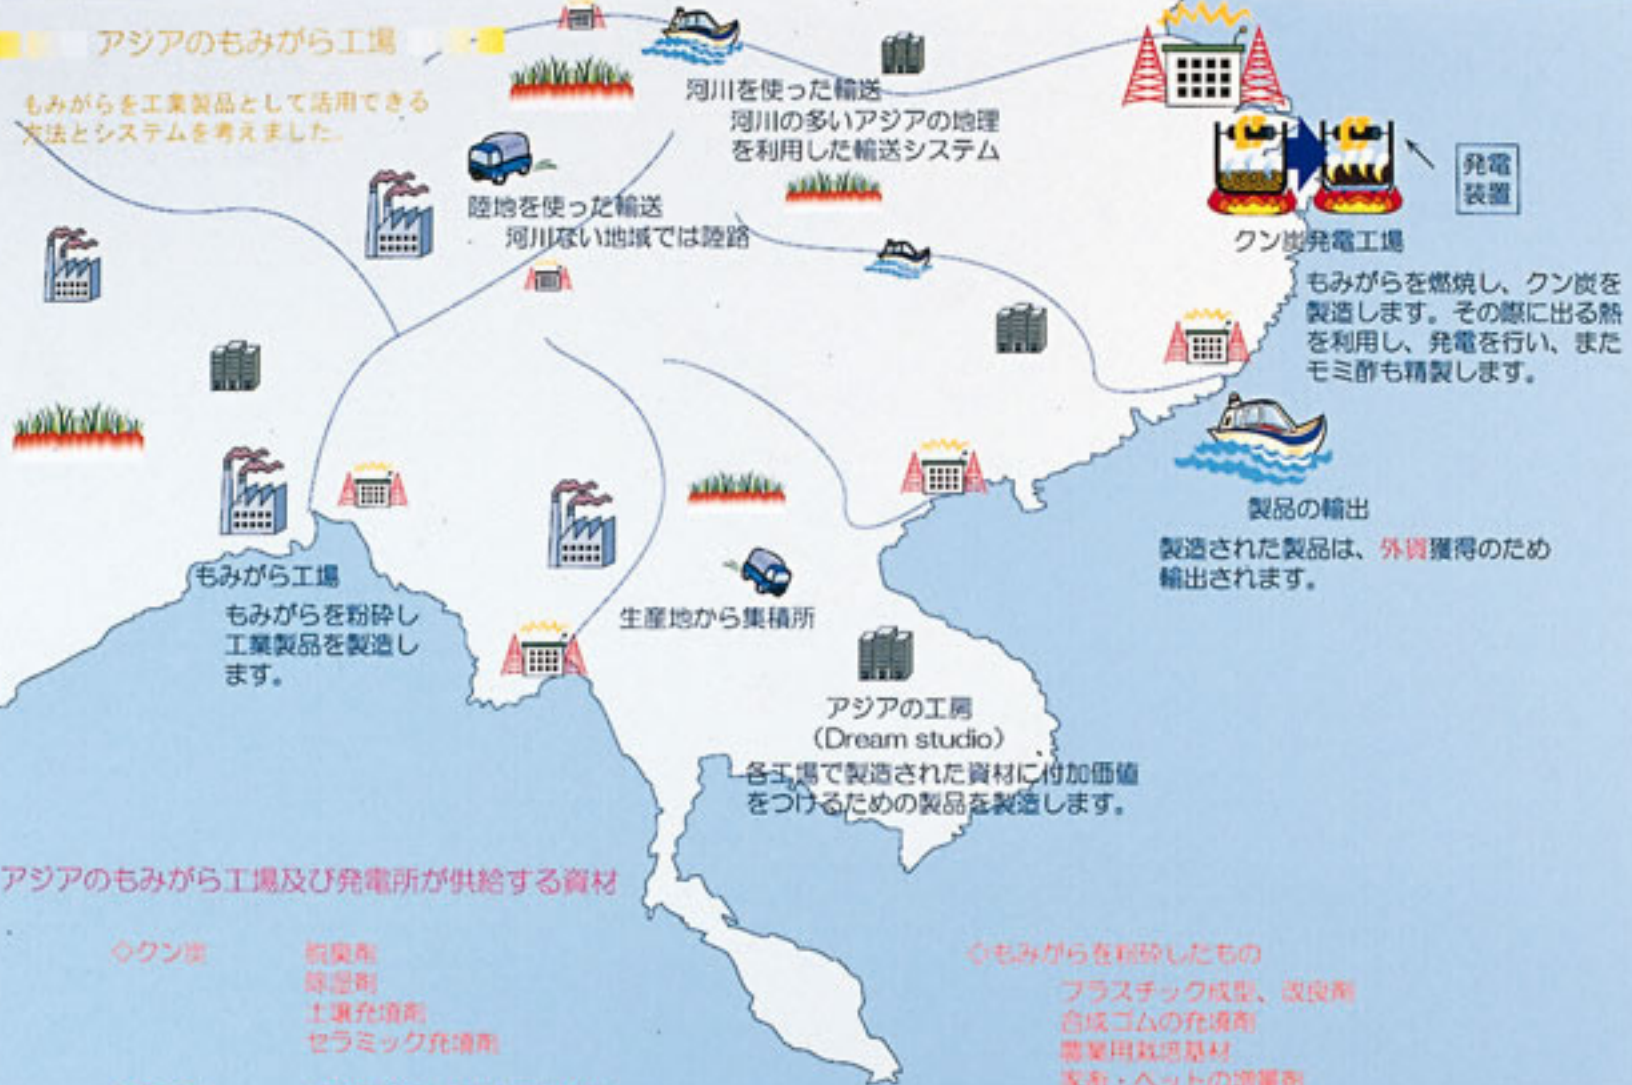 アジアのもみがら工場
もみがらを工業製品として活用できる
方法とシステムを考えました。
河川を使った輸送
河川の多いアジアの地理
を利用した輸送システム
陸地を使った輸送
河川ない地域では陸路
発電
装置
クン炭発電工場
もみがらを燃焼し、クン炭を
製造します。その際に出る熱
を利用し、発電を行い、また
モミ酢も精製します。
製品の輸出
製造された製品は、外貨獲得のため
輸出されます。
もみがら工場
もみがらを粉砕し
工業製品を製造し
ます。
生産地から集積所
アジアの工房
（Dream studio）
各工場で製造された資材に付加価値
をつけるための製品を製造します。
アジアのもみがら工場及び発電所が供給する資材
◇クン炭
脱臭剤
除湿剤
土壌充填剤
セラミック充填剤
◇もみがらを粉砕したもの
プラスチック成型、改良剤
合成ゴムの充填剤
農業用栽培基材